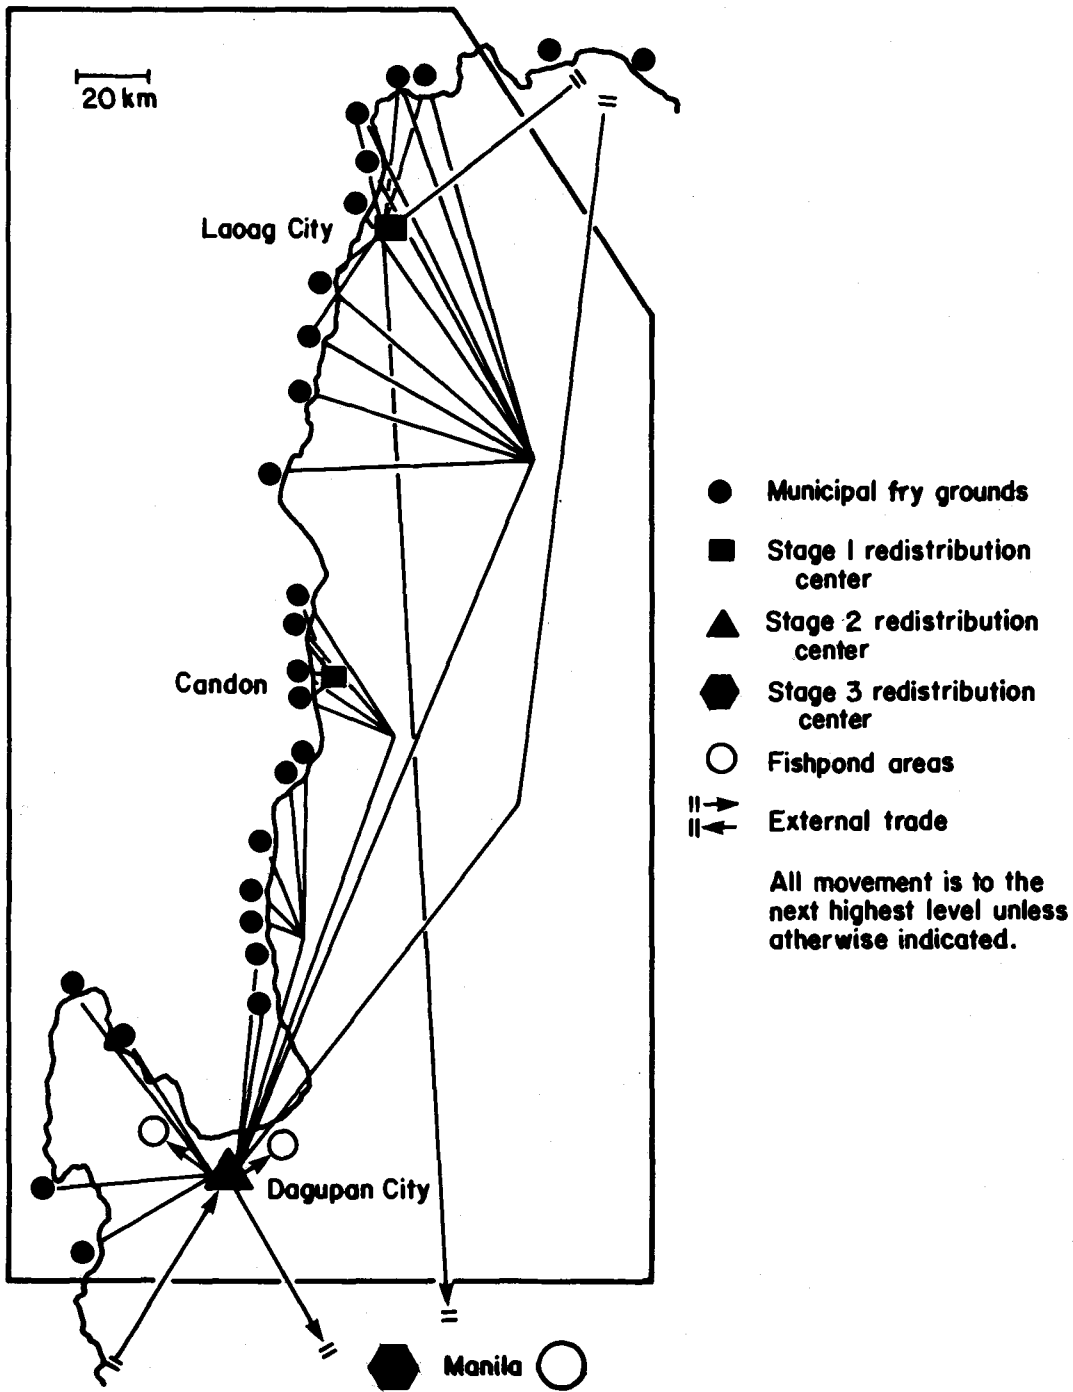 20 km
Laoag City
Municipal fry grounds
Stage 1 redistribution
center
Stage 2 redistribution
center
Candon
Stage 3 redistribution
center
Fishpond areas
External trade
All movement is to the
next highest level unless
otherwise indicated.
Dagupan City
Manila